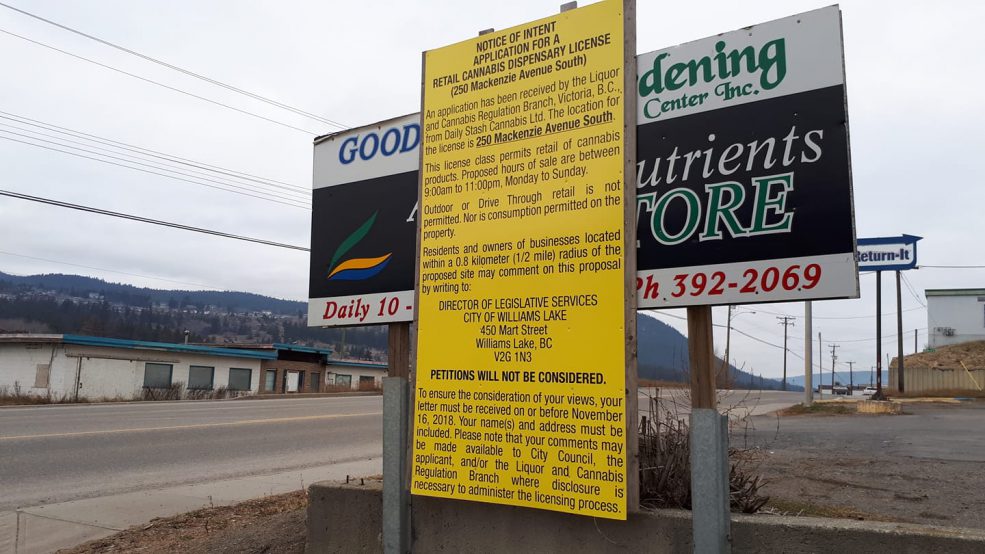 NOTICE OF INTENT
APPLICATION FOR A
RETAIL CANNABIS DISPENSARY LICENSE
(250 Mackenzie Avenue South)
An application has been received by the Liquor
and Cannabis Regulation Branch, Victoria, B.C.,
from Daily Stash Cannabis Ltd. The location for
the license is 250 Mackenzie Avenue South.
This license class permits retail of cannabis
products. Proposed hours of sale are between
9:00am to 11:00pm, Monday to Sunday.
Outdoor or Drive Through retail is not
permitted. Nor is consumption permitted on the
property.
Residents and owners of businesses located
within a 0.8 kilometer (1/2 mile) radius of the
proposed site may comment on this proposal
by writing to:
DIRECTOR OF LEGISLATIVE SERVICES
CITY OF WILLIAMS LAKE
450 Mart Street
Williams Lake, BC
V2G 1N3
PETITIONS WILL NOT BE CONSIDERED.
To ensure the consideration of your views, your
letter must be received on or before November
16, 2018. Your name(s) and address must be
included. Please note that your comments may
be made available to City Council, the
applicant, and/or the Liquor and Cannabis
Regulation Branch where disclosure is
necessary to administer the licensing process.
GOOD
Daily 10 -
dening
Center Inc.
utrients
TORE
Ph 392-2069
Return-It